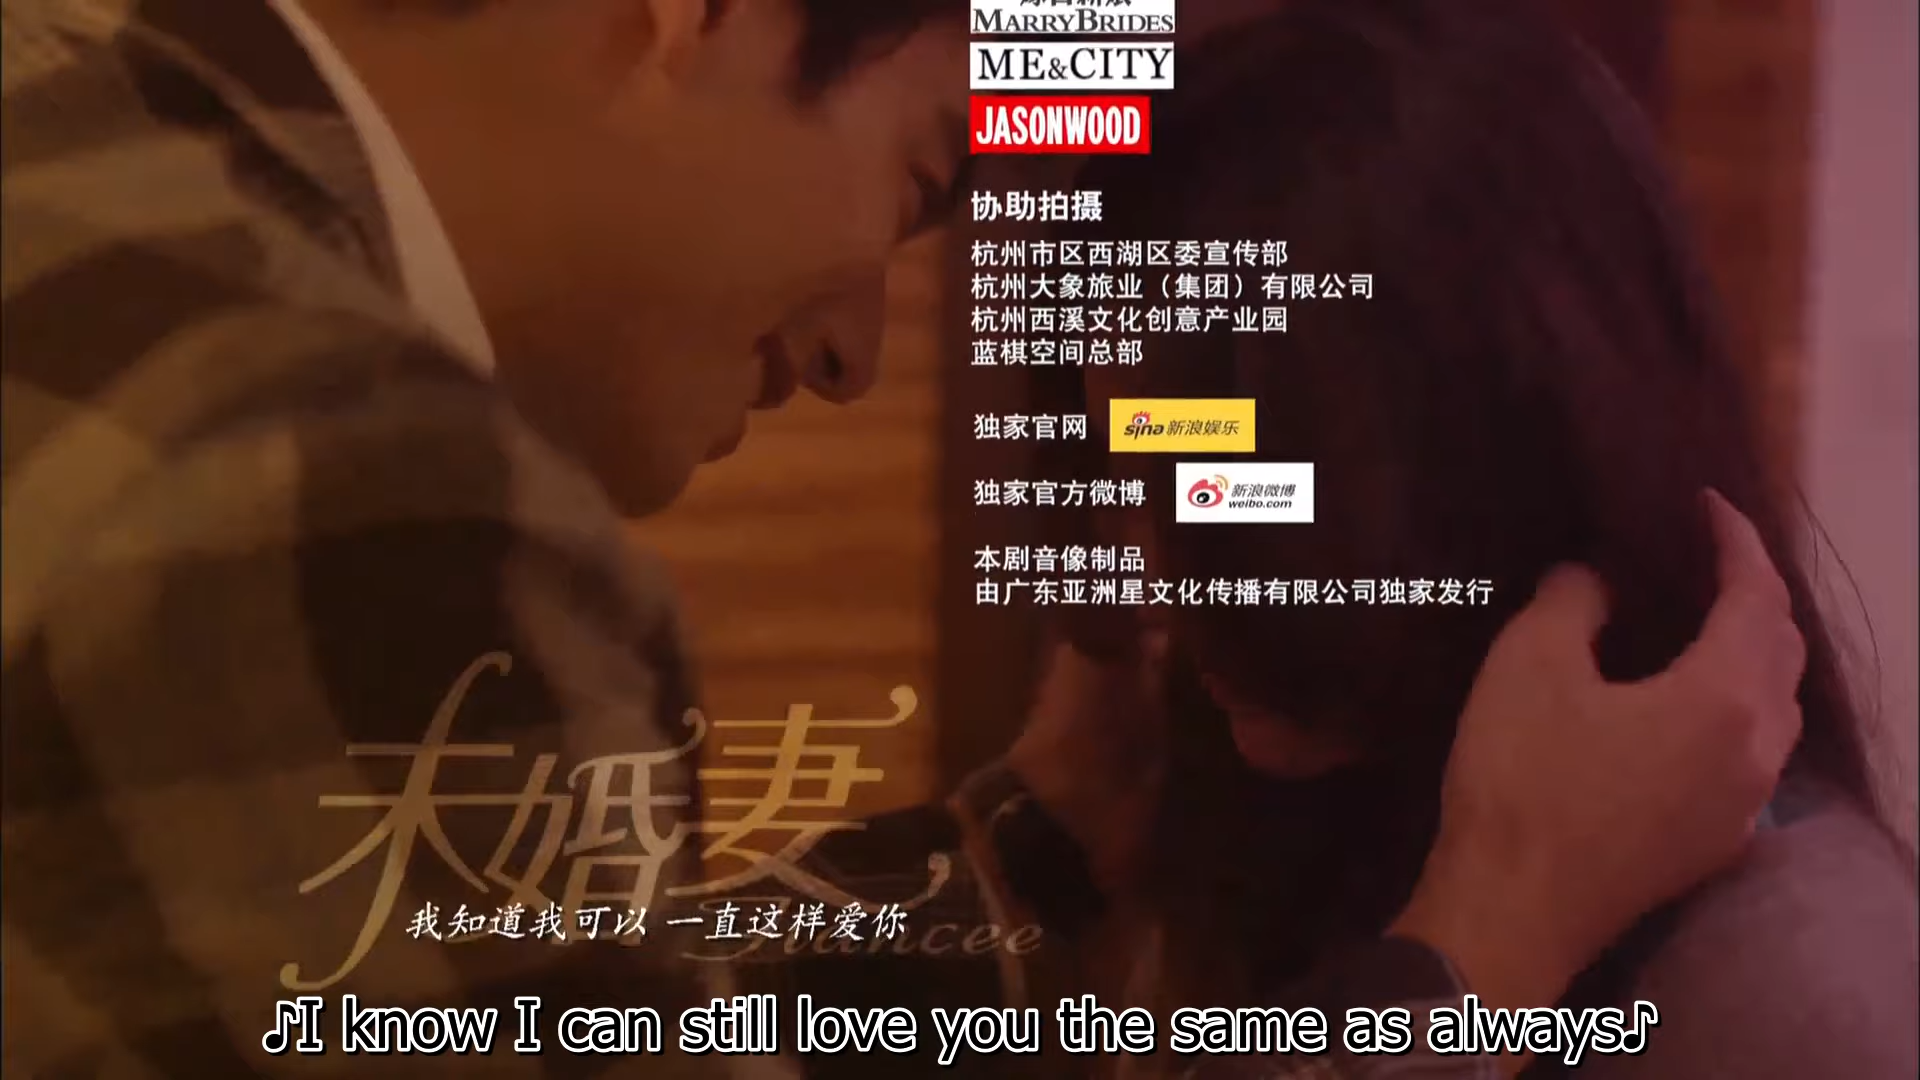 MARRYBRIDES
ME&CITY
JASONWOOD
协助拍摄
杭州市区西湖区委宣传部
杭州大象旅业（集团）有限公司
杭州西溪文化创意产业园
蓝棋空间总部
独家官网 sina新浪娱乐
独家官方微博 新浪微博
weibo.com
本剧音像制品
由广东亚洲星文化传播有限公司独家发行
未婚妻
Fiancee
我知道我可以 一直这样爱你
♪I know I can still love you the same as always♪